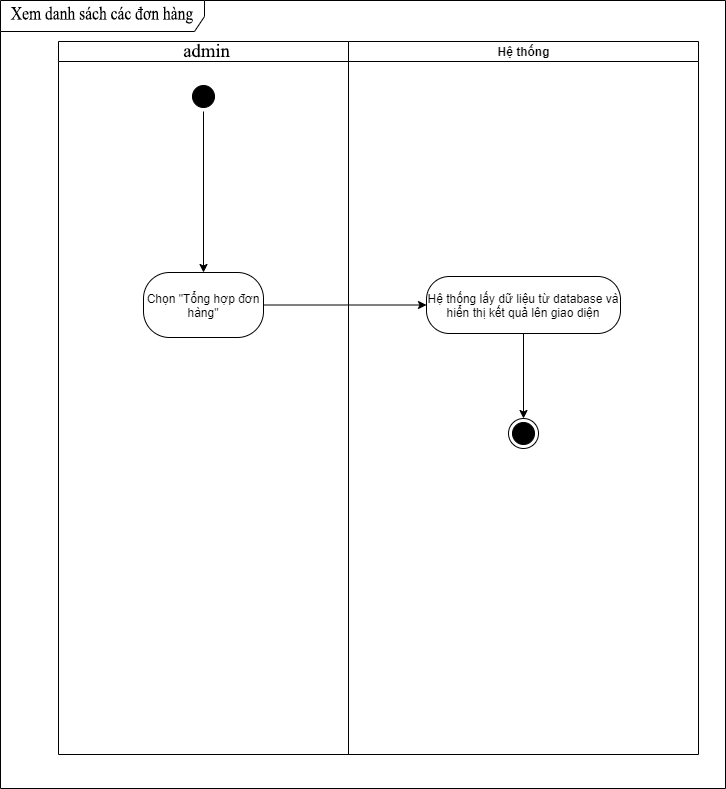 Xem danh sách các đơn hàng
admin
Hệ thống
Chọn "Tổng hợp đơn
hàng"
Hệ thống lấy dữ liệu từ database và
hiển thị kết quả lên giao diện